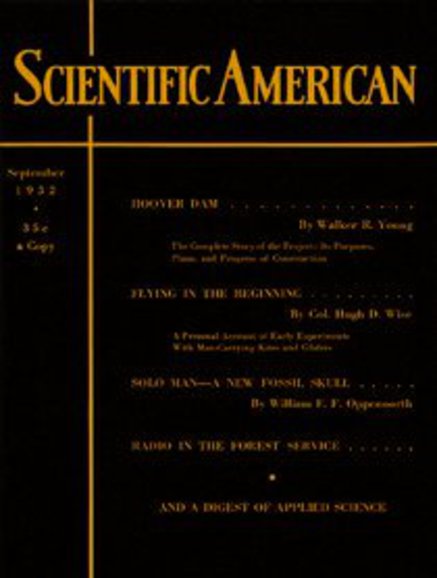 SCIENTIFIC AMERICAN
September
1932
•
35c
a Copy
HOOVER DAM . . . . . . . . . . . . . .
By Walker R. Young
The Complete Story of the Project: Its Purposes,
Plans, and Progress of Construction
FLYING IN THE BEGINNING . . . . . . . . .
By Col. Hugh D. Wise
A Personal Account of Early Experiments
With Man-Carrying Kites and Gliders
SOLO MAN—A NEW FOSSIL SKULL . . . . .
By William F. F. Oppenoorth
RADIO IN THE FOREST SERVICE . . . . . .
•
AND A DIGEST OF APPLIED SCIENCE